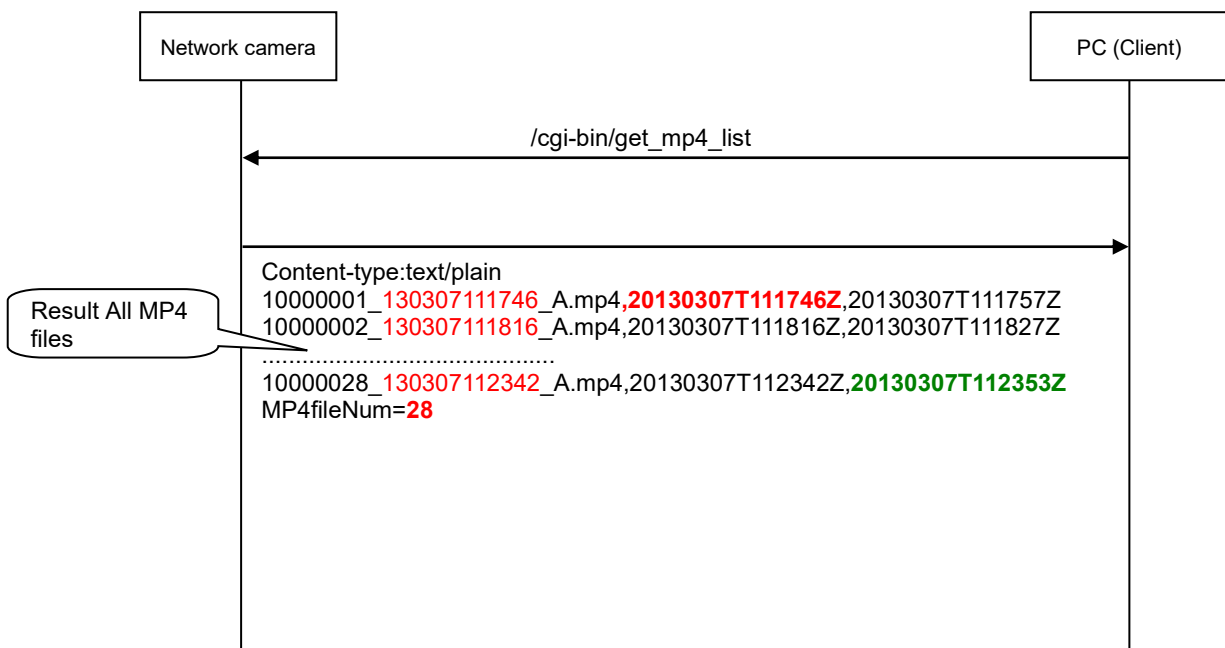 Network camera
PC (Client)
/cgi-bin/get_mp4_list
Content-type:text/plain
10000001_130307111746_A.mp4,20130307T111746Z,20130307T111757Z
10000002_130307111816_A.mp4,20130307T111816Z,20130307T111827Z
...........................................
10000028_130307112342_A.mp4,20130307T112342Z,20130307T112353Z
MP4fileNum=28
Result All MP4
files